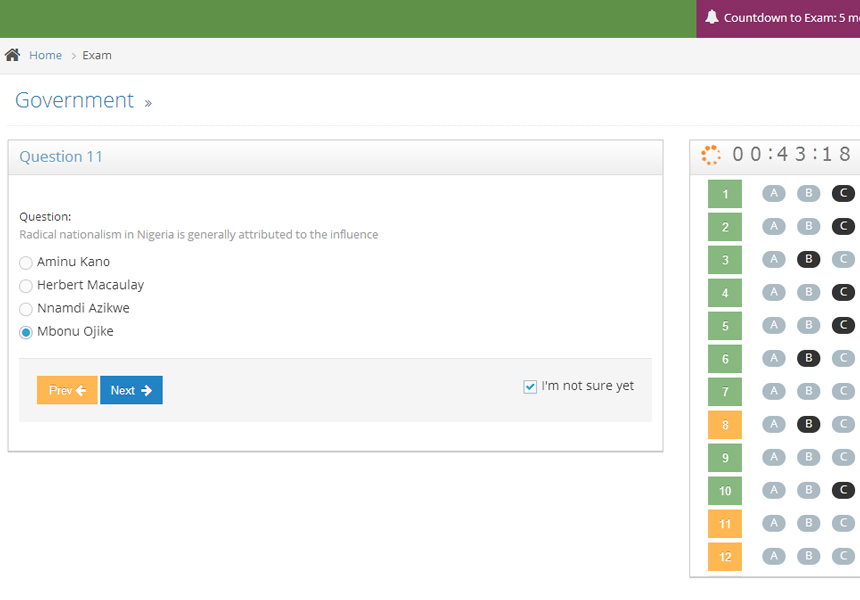 Countdown to Exam: 5 m
Home > Exam
Government »
Question 11
Question:
Radical nationalism in Nigeria is generally attributed to the influence
Aminu Kano
Herbert Macaulay
Nnamdi Azikwe
Mbonu Ojike
Prev
Next
I'm not sure yet
00:43:18
1 A B C
2 A B C
3 A B C
4 A B C
5 A B C
6 A B C
7 A B C
8 A B C
9 A B C
10 A B C
11 A B C
12 A B C